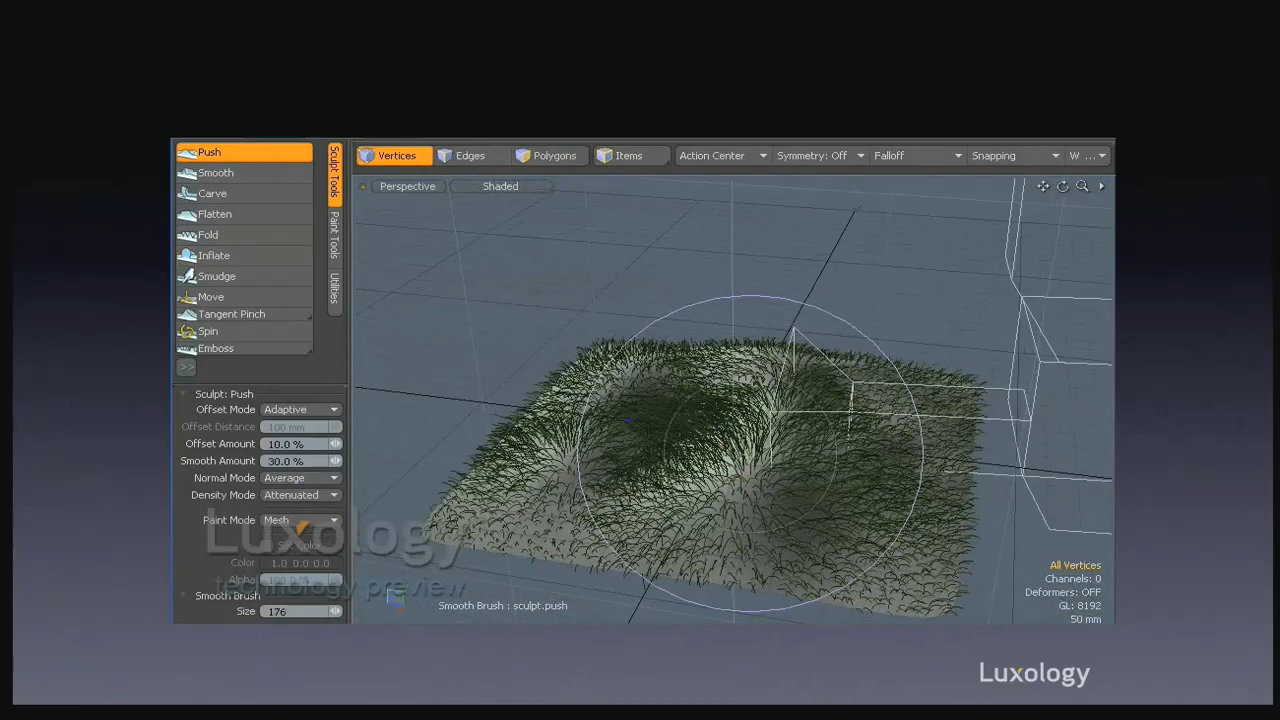 Push
Smooth
Carve
Flatten
Fold
Inflate
Smudge
Move
Tangent Pinch
Spin
Emboss
>>
Sculpt Tools
Paint Tools
Utilities
Vertices Edges Polygons Items Action Center Symmetry: Off Falloff Snapping W ...
Perspective Shaded
Sculpt: Push
Offset Mode Adaptive
Offset Distance 100 mm
Offset Amount 10.0 %
Smooth Amount 30.0 %
Normal Mode Average
Density Mode Attenuated
Paint Mode Mesh
Color
Color 1.0 0.0 0.0
Alpha 100.0 %
Smooth Brush
Size 176
Luxology
technology preview
Smooth Brush : sculpt.push
All Vertices
Channels: 0
Deformers: OFF
GL: 8192
50 mm
Luxology